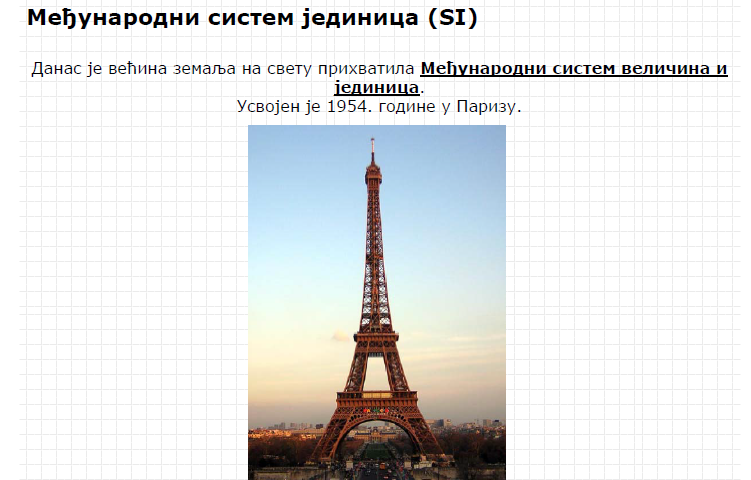 Међународни систем јединица (SI)
Данас је већина земаља на свету прихватила Међународни систем величина и
јединица.
Усвојен је 1954. године у Паризу.